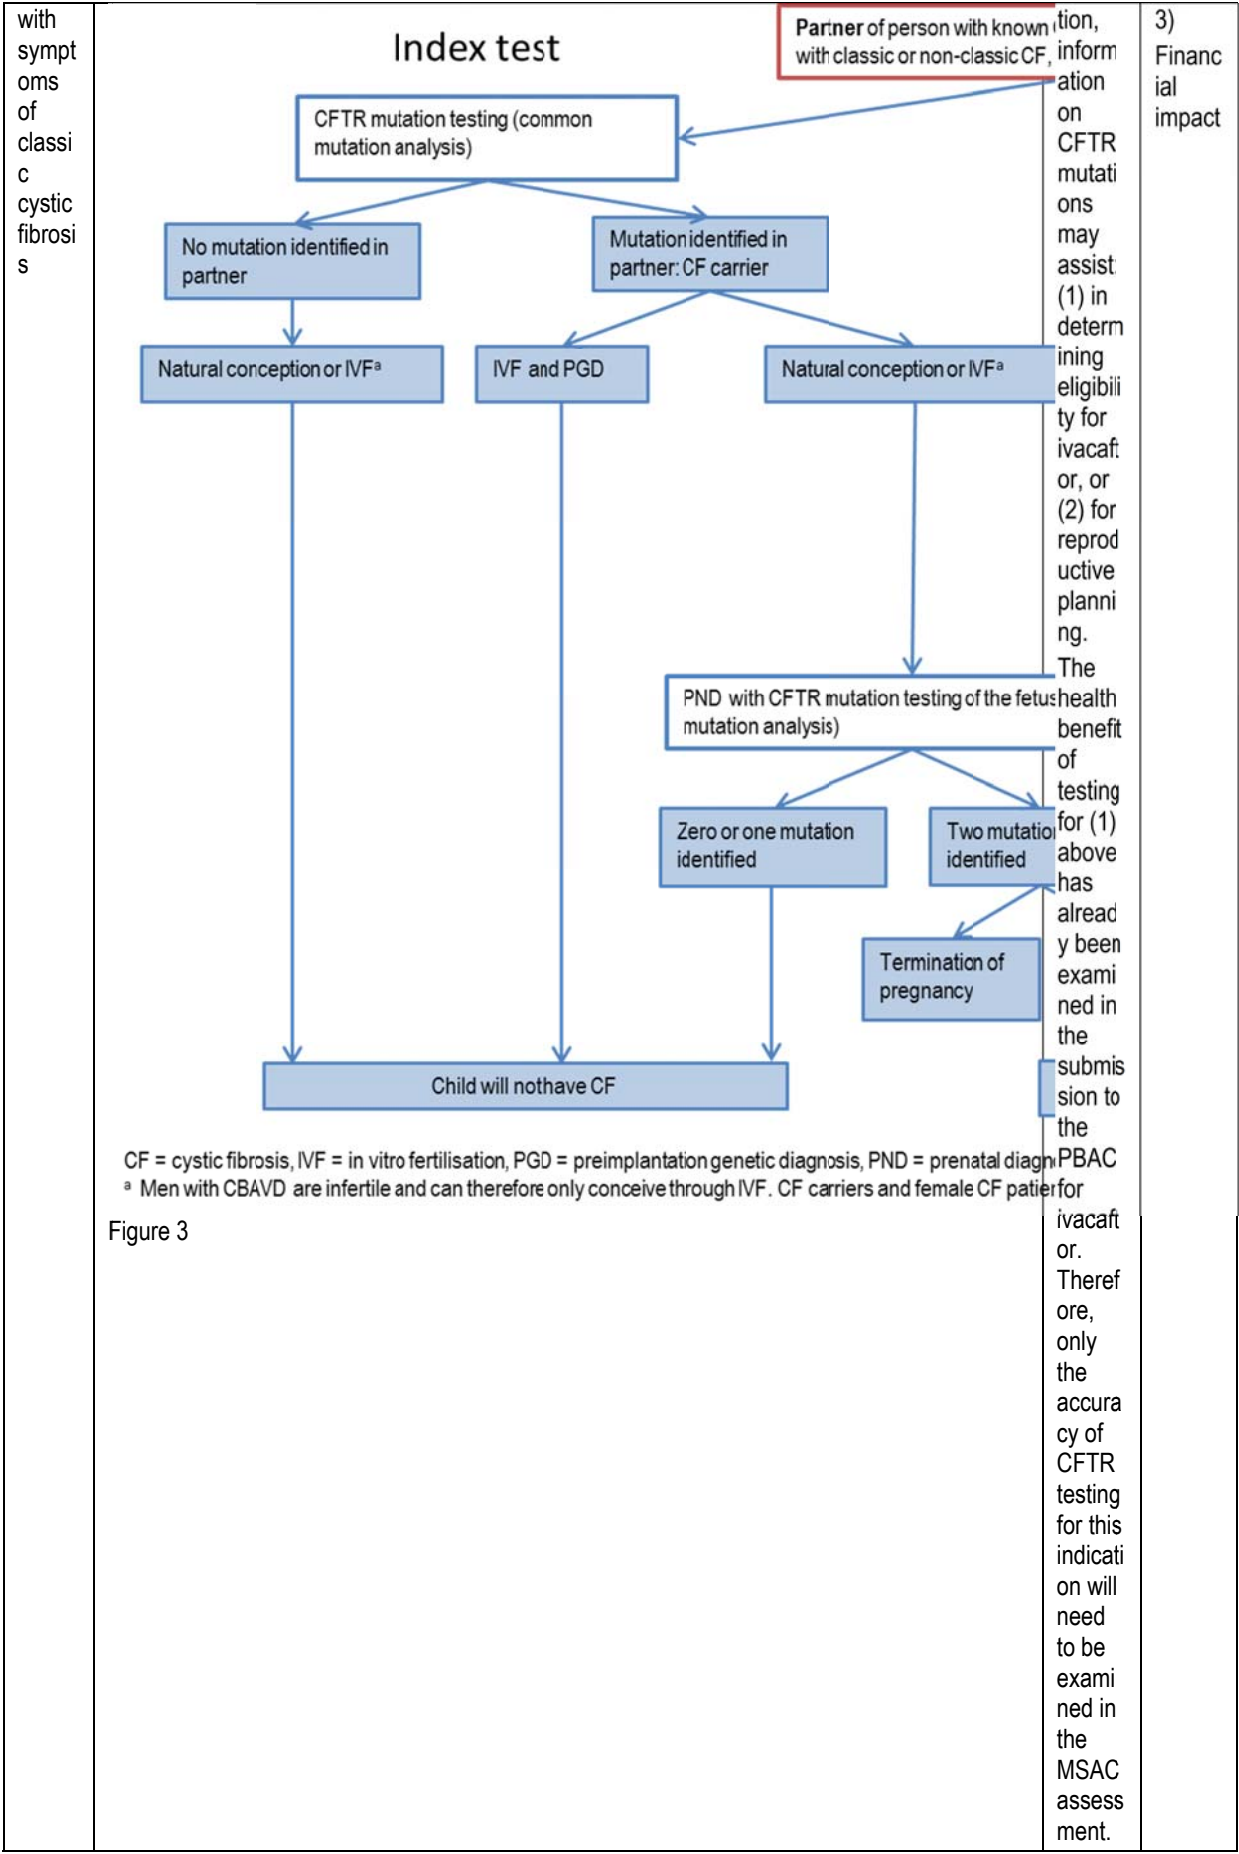 with
sympt
oms
of
classi
c
cystic
fibrosi
s
Index test
Partner of person with known
with classic or non-classic CF,
CFTR mutation testing (common
mutation analysis)
No mutation identified in
partner
Mutation identified in
partner: CF carrier
Natural conception or IVFᵃ
IVF and PGD
Natural conception or IVFᵃ
PND with CFTR mutation testing of the fetus
mutation analysis)
Zero or one mutation
identified
Two mutatio
identified
Termination of
pregnancy
Child will nothave CF
CF = cystic fibrosis, IVF = in vitro fertilisation, PGD = preimplantation genetic diagnosis, PND = prenatal diagn
ᵃ Men with CBAVD are infertile and can therefore only conceive through IVF. CF carriers and female CF patier
Figure 3
tion,
inform
ation
on
CFTR
mutati
ons
may
assist:
(1) in
determ
ining
eligibili
ty for
ivacaft
or, or
(2) for
reprod
uctive
planni
ng.
The
health
benefit
of
testing
for (1)
above
has
alread
y been
exami
ned in
the
submis
sion to
the
PBAC
for
ivacaft
or.
Theref
ore,
only
the
accura
cy of
CFTR
testing
for this
indicati
on will
need
to be
exami
ned in
the
MSAC
assess
ment.
3)
Financ
ial
impact